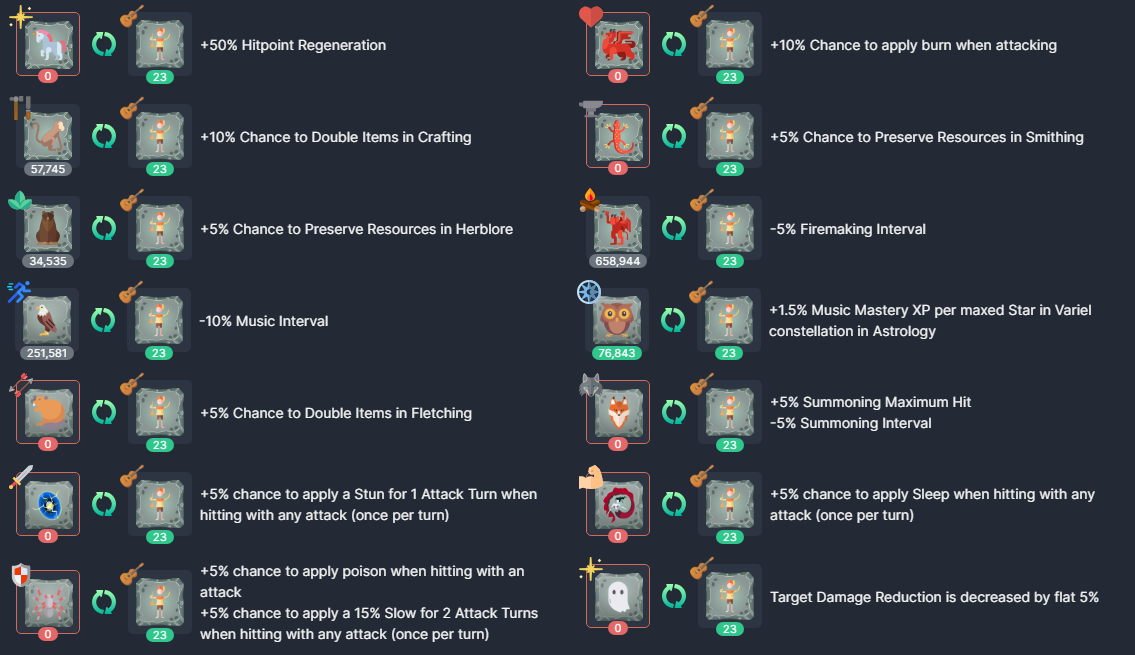 +50% Hitpoint Regeneration
0
23
+10% Chance to apply burn when attacking
0
23
+10% Chance to Double Items in Crafting
57,745
23
+5% Chance to Preserve Resources in Smithing
0
23
+5% Chance to Preserve Resources in Herblore
34,535
23
-5% Firemaking Interval
658,944
23
-10% Music Interval
251,581
23
+1.5% Music Mastery XP per maxed Star in Variel
constellation in Astrology
76,843
23
+5% Chance to Double Items in Fletching
0
23
+5% Summoning Maximum Hit
-5% Summoning Interval
0
23
+5% chance to apply a Stun for 1 Attack Turn when
hitting with any attack (once per turn)
0
23
+5% chance to apply Sleep when hitting with any
attack (once per turn)
0
23
+5% chance to apply poison when hitting with an
attack
+5% chance to apply a 15% Slow for 2 Attack Turns
when hitting with any attack (once per turn)
0
23
Target Damage Reduction is decreased by flat 5%
0
23